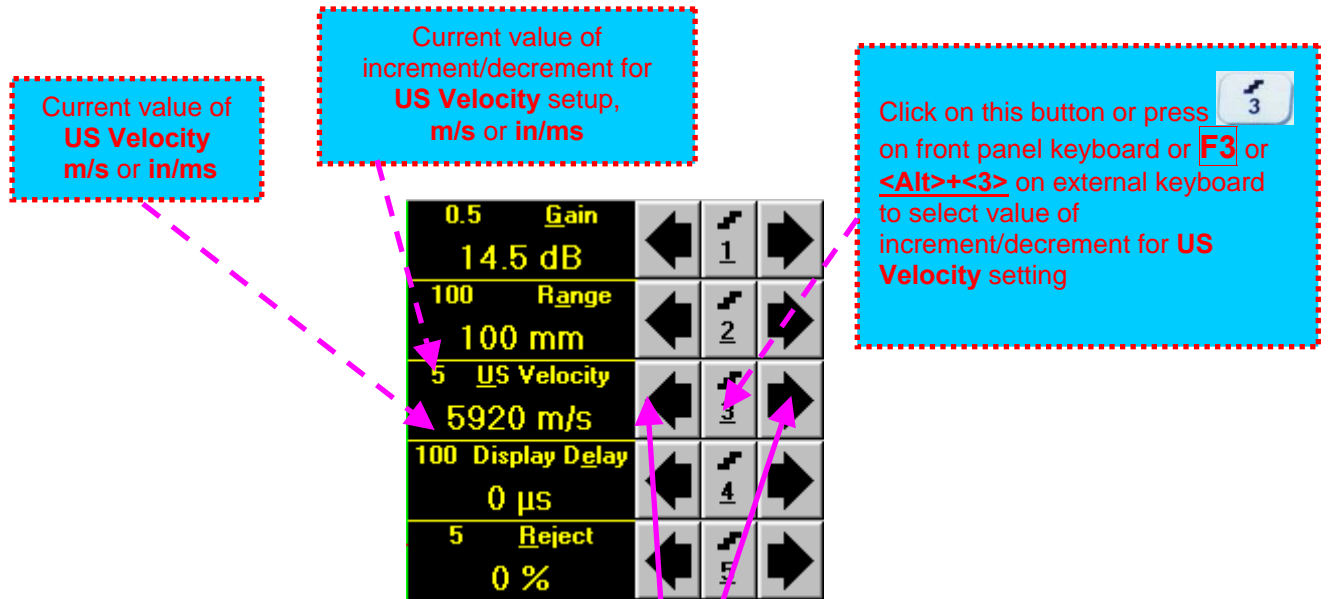 Current value of
US Velocity
m/s or in/ms
Current value of
increment/decrement for
US Velocity setup,
m/s or in/ms
Click on this button or press 3
on front panel keyboard or F3 or
<Alt>+<3> on external keyboard
to select value of
increment/decrement for US
Velocity setting
0.5 Gain
14.5 dB
1
100 Range
100 mm
2
5 US Velocity
5920 m/s
3
100 Display Delay
0 µs
4
5 Reject
0 %
5